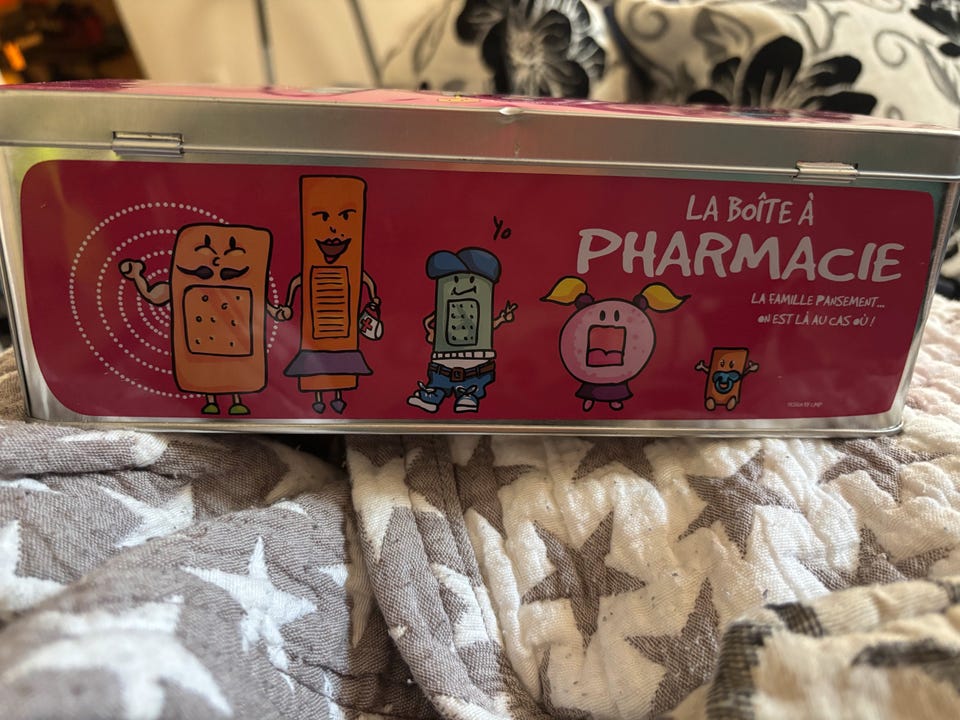 Yo
LA BOÎTE À
PHARMACIE
LA FAMILLE PANSEMENT...
ON EST LÀ AU CAS OÙ !